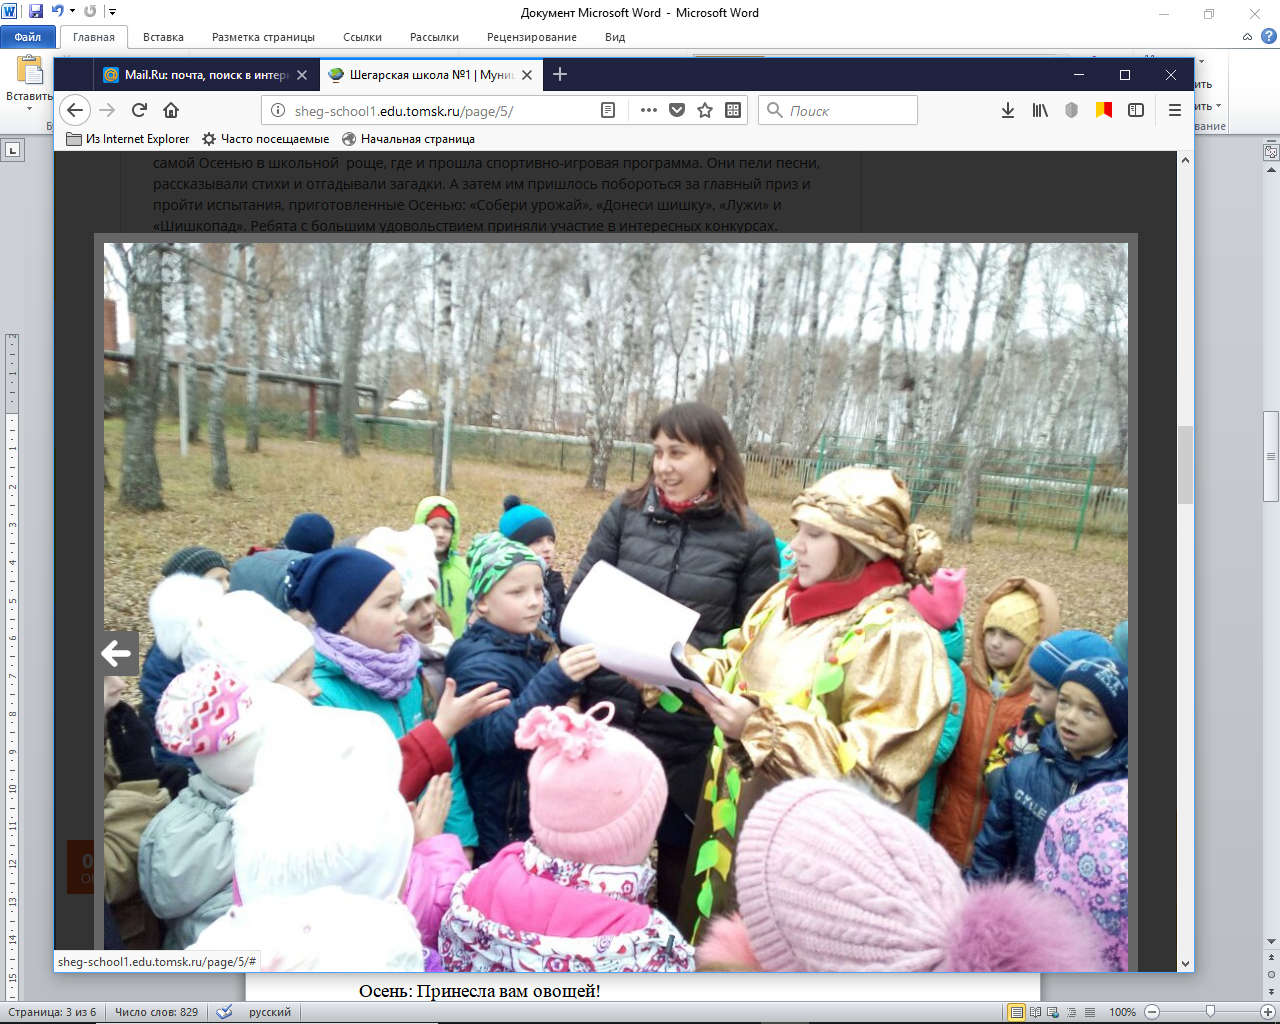 Документ Microsoft Word - Microsoft Word
Файл Главная Вставка Разметка страницы Ссылки Рассылки Рецензирование Вид
Вставить
Mail.Ru: почта, поиск в интерн
Шегарская школа №1 | Муниц
sheg-school1.edu.tomsk.ru/page/5/
Поиск
Из Internet Explorer Часто посещаемые Начальная страница
самой Осенью в школьной роще, где и прошла спортивно-игровая программа. Они пели песни,
рассказывали стихи и отгадывали загадки. А затем им пришлось побороться за главный приз и
пройти испытания, приготовленные Осенью: «Собери урожай», «Донеси шишку», «Лужи» и
«Шишкопад». Ребята с большим удовольствием приняли участие в интересных конкурсах.
sheg-school1.edu.tomsk.ru/page/5/#
Осень: Принесла вам овощей!
Страница: 3 из 6 Число слов: 829 русский 100%